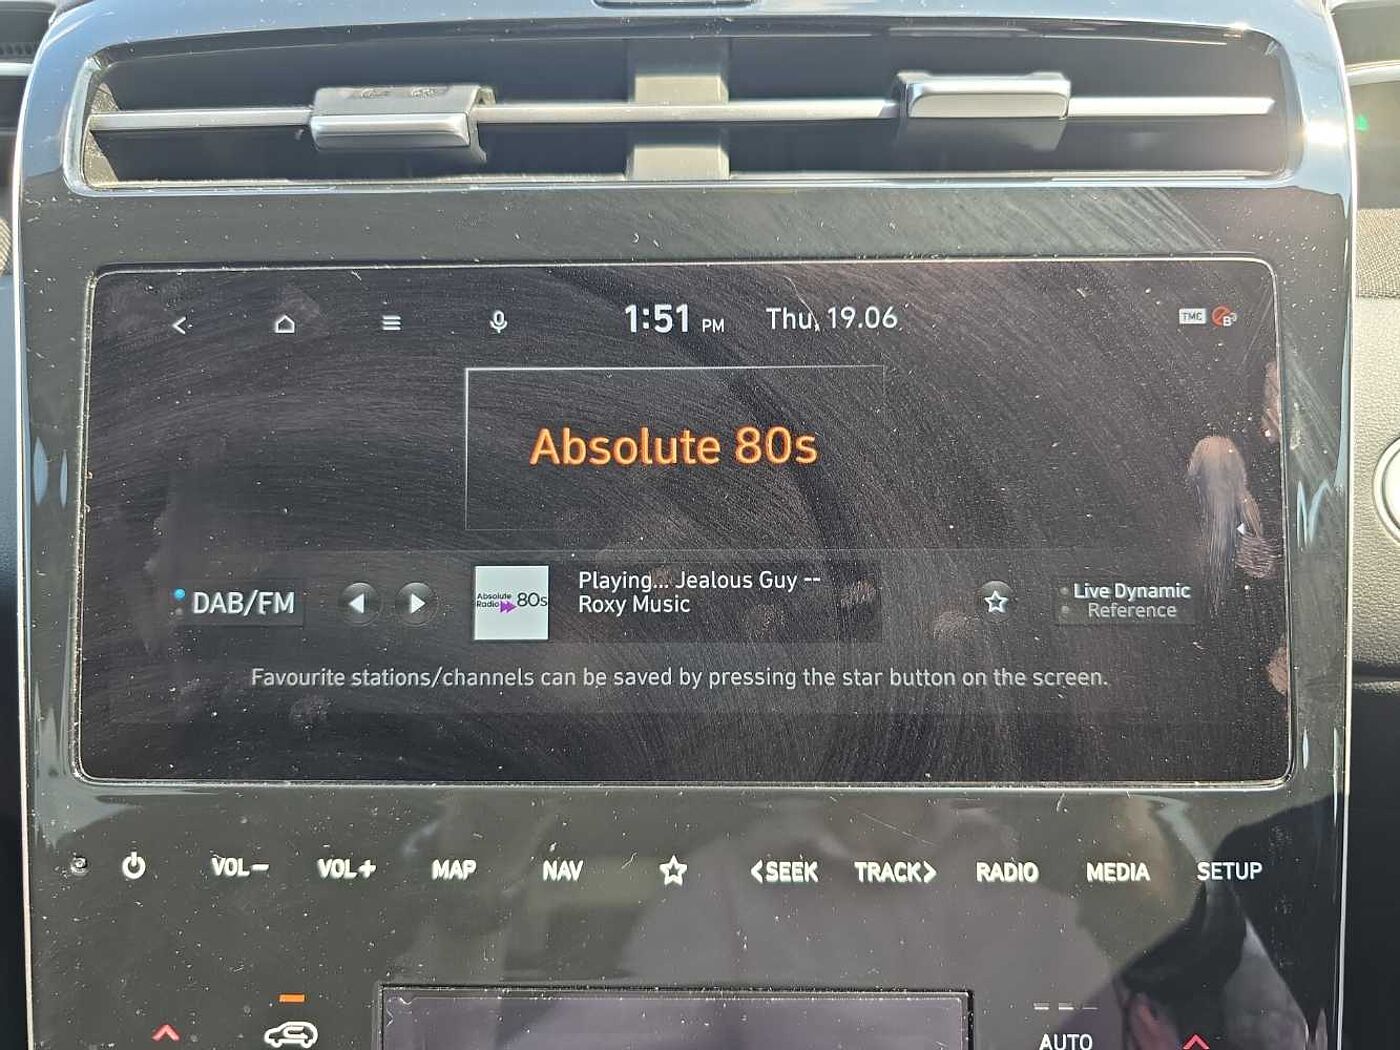 1:51 PM Thu, 19.06 TMC
Absolute 80s
DAB/FM
Absolute
Radio 80s
Playing... Jealous Guy --
Roxy Music
Live Dynamic
Reference
Favourite stations/channels can be saved by pressing the star button on the screen.
VOL− VOL+ MAP NAV <SEEK TRACK> RADIO MEDIA SETUP
AUTO